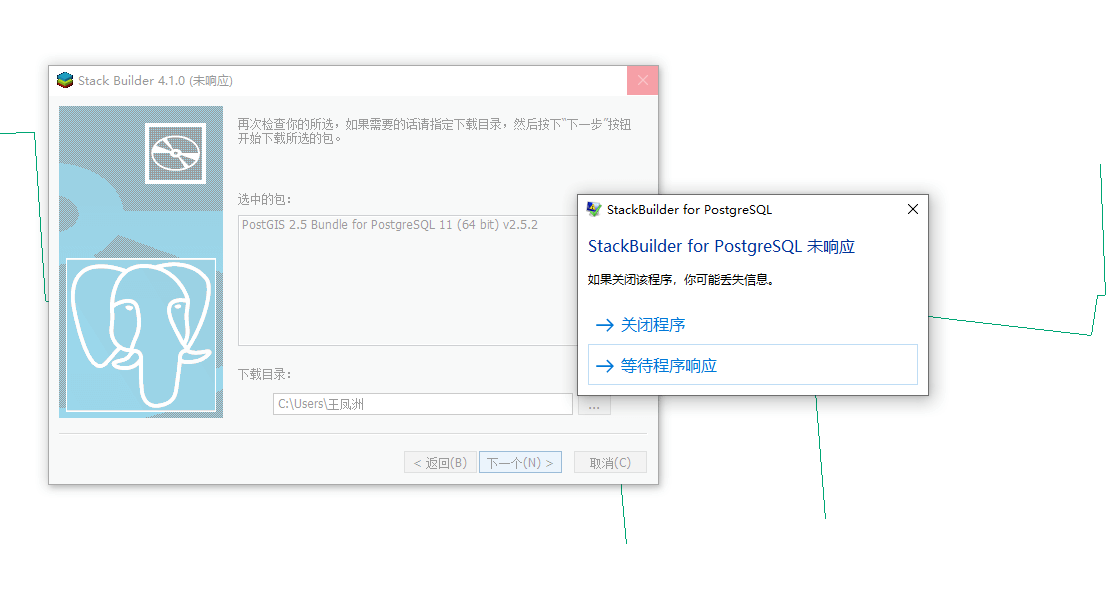 Stack Builder 4.1.0 (未响应)
再次检查你的所选，如果需要的话请指定下载目录，然后按下"下一步"按钮
开始下载所选的包。
选中的包：
PostGIS 2.5 Bundle for PostgreSQL 11 (64 bit) v2.5.2
下载目录：
C:\Users\王凤洲
...
< 返回(B)
下一个(N) >
取消(C)
StackBuilder for PostgreSQL
StackBuilder for PostgreSQL 未响应
如果关闭该程序，你可能丢失信息。
→ 关闭程序
→ 等待程序响应